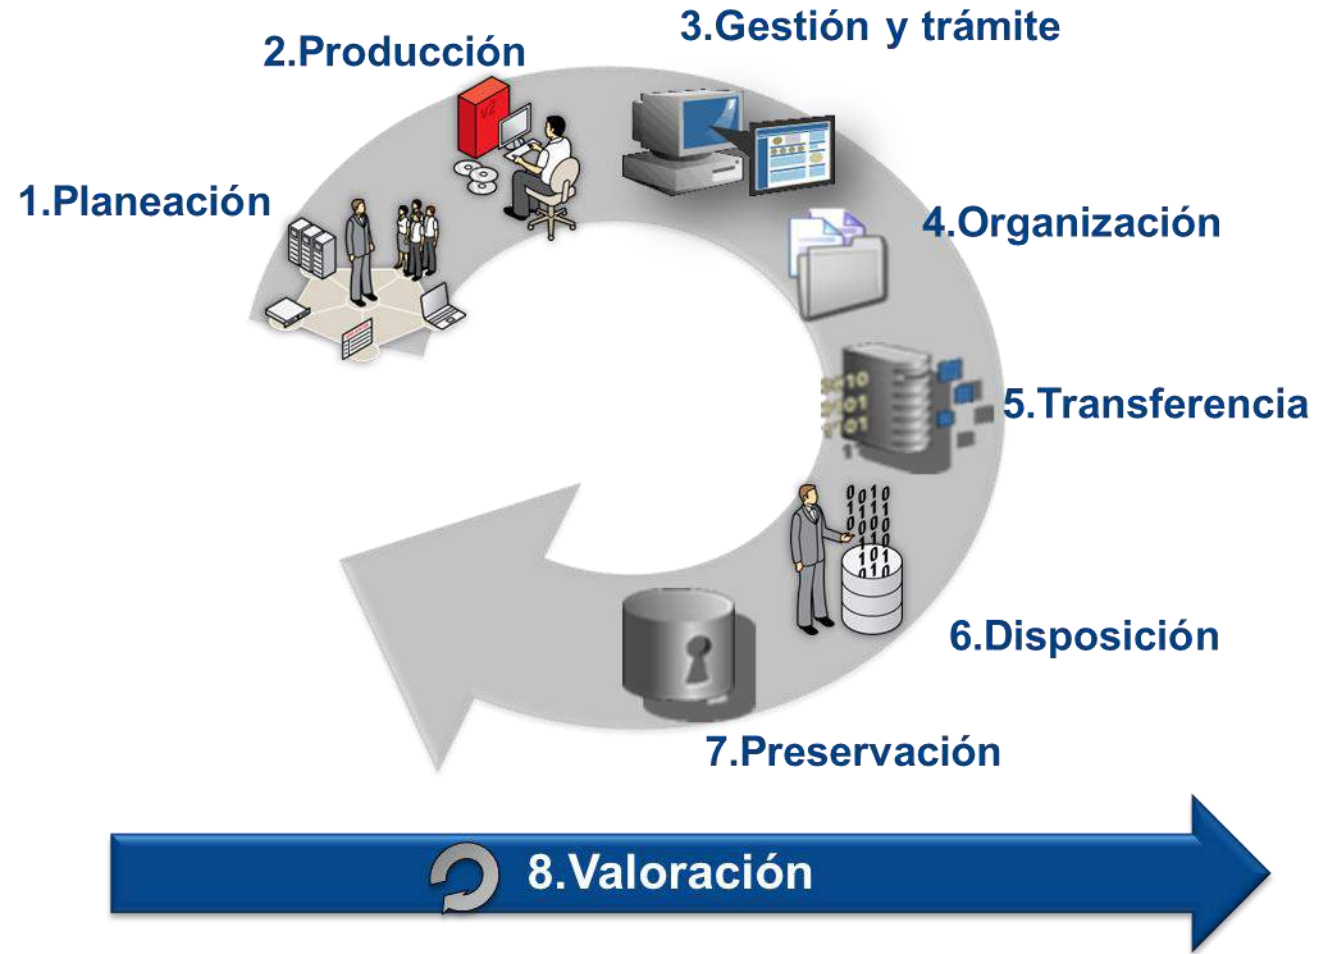 1.Planeación
2.Producción
3.Gestión y trámite
4.Organización
5.Transferencia
6.Disposición
7.Preservación
8.Valoración